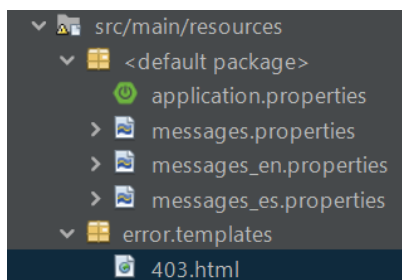 src/main/resources
<default package>
application.properties
messages.properties
messages_en.properties
messages_es.properties
error.templates
403.html